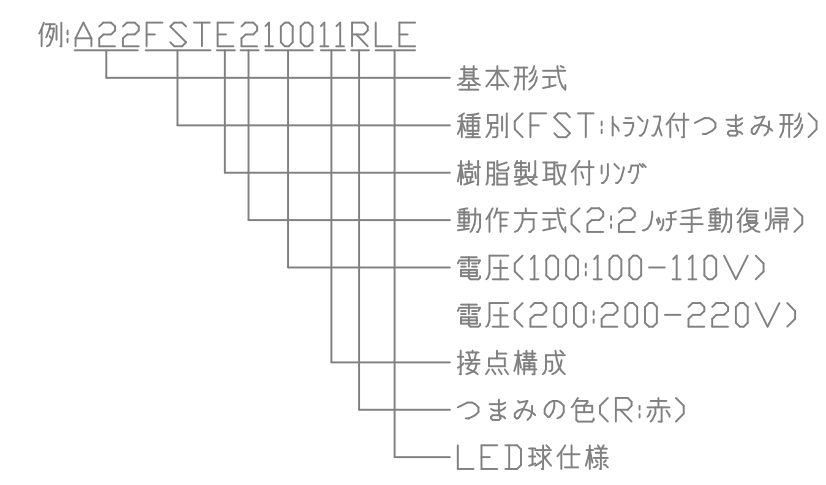 例:A22FSTE210011RLE
基本形式
種別(FST:ﾄﾗﾝｽ付つまみ形)
樹脂製取付ﾘﾝｸﾞ
動作方式(2:2ﾉｯﾁ手動復帰)
電圧(100:100-110V)
電圧(200:200-220V)
接点構成
つまみの色(R:赤)
LED球仕様